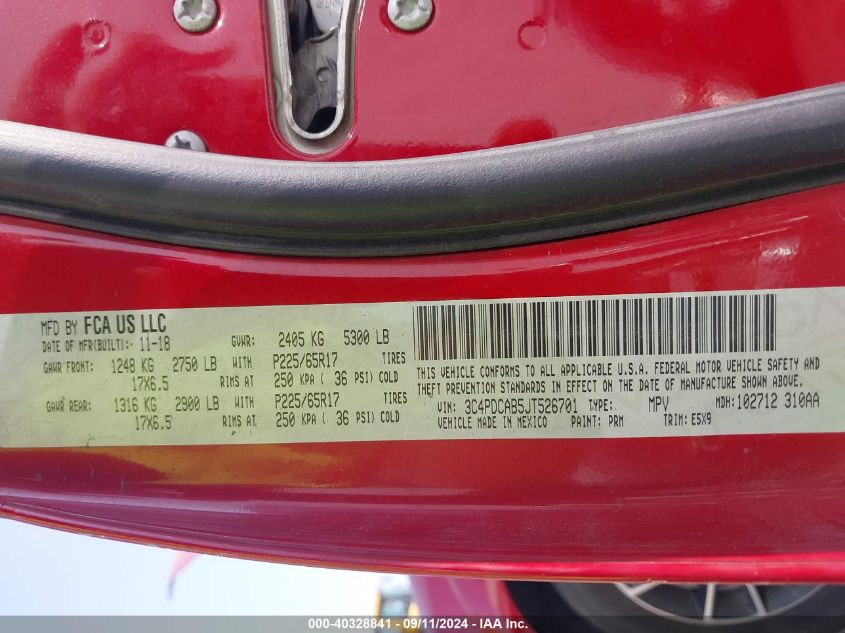 MFD BY FCA US LLC
DATE OF MFR(BUILT):- 11-18 GVWR: 2405 KG 5300 LB
GAWR FRONT: 1248 KG 2750 LB WITH P225/65R17 TIRES
17X6.5 RIMS AT 250 KPA ( 36 PSI) COLD
GAWR REAR: 1316 KG 2900 LB WITH P225/65R17 TIRES
17X6.5 RIMS AT 250 KPA ( 36 PSI) COLD
THIS VEHICLE CONFORMS TO ALL APPLICABLE U.S.A. FEDERAL MOTOR VEHICLE SAFETY AND
THEFT PREVENTION STANDARDS IN EFFECT ON THE DATE OF MANUFACTURE SHOWN ABOVE.
VIN: 3C4PDCAB5JT526701 TYPE: MPV MDH: 102712 310AA
VEHICLE MADE IN MEXICO PAINT: PRM TRIM: E5X9
000-40328841 - 09/11/2024 - IAA Inc.